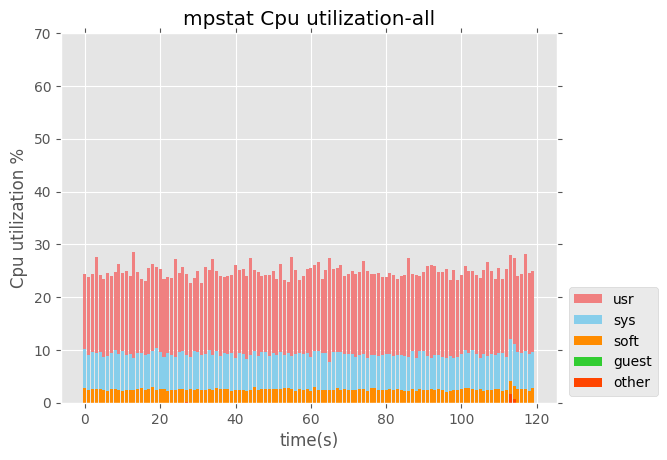 mpstat Cpu utilization-all
Cpu utilization %
70
60
50
40
30
20
10
0
0 20 40 60 80 100 120
time(s)
usr
sys
soft
guest
other